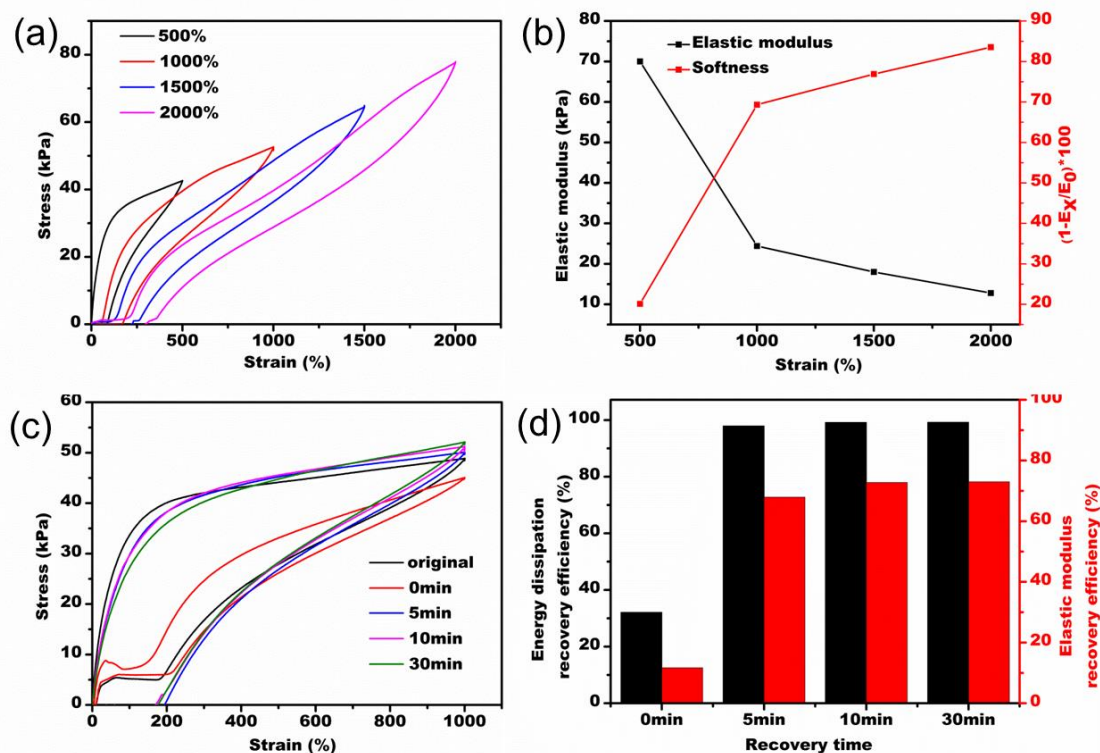 (a)
80
60
40
20
0
Stress (kPa)
500%
1000%
1500%
2000%
0 500 1000 1500 2000
Strain (%)
(b)
80
70
60
50
40
30
20
10
Elastic modulus (kPa)
Elastic modulus
Softness
90
80
70
60
50
40
30
20
(1-EX/E0)*100
500 1000 1500 2000
Strain (%)
(c)
60
50
40
30
20
10
0
Stress (kPa)
original
0min
5min
10min
30min
0 200 400 600 800 1000
Strain (%)
(d)
100
80
60
40
20
0
Energy dissipation
recovery efficiency (%)
100
80
60
40
20
0
Elastic modulus
recovery efficiency (%)
0min 5min 10min 30min
Recovery time